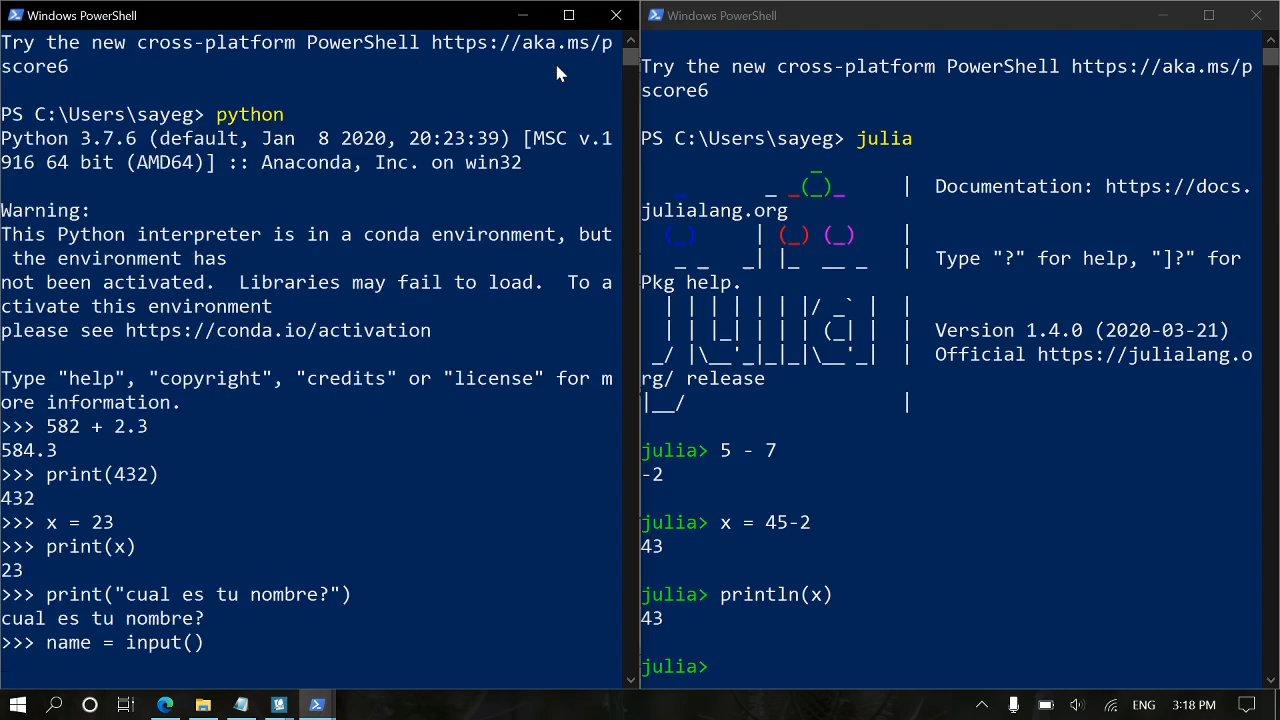 Windows PowerShell
Try the new cross-platform PowerShell https://aka.ms/p
score6
PS C:\Users\sayeg> python
Python 3.7.6 (default, Jan  8 2020, 20:23:39) [MSC v.1
916 64 bit (AMD64)] :: Anaconda, Inc. on win32
Warning:
This Python interpreter is in a conda environment, but
 the environment has
not been activated.  Libraries may fail to load.  To a
ctivate this environment
please see https://conda.io/activation
Type "help", "copyright", "credits" or "license" for m
ore information.
>>> 582 + 2.3
584.3
>>> print(432)
432
>>> x = 23
>>> print(x)
23
>>> print("cual es tu nombre?")
cual es tu nombre?
>>> name = input()
Windows PowerShell
Try the new cross-platform PowerShell https://aka.ms/p
score6
PS C:\Users\sayeg> julia
               _
   _       _ _(_)_     |  Documentation: https://docs.
julialang.org
  (_)     | (_) (_)    |
   _ _   _| |_  __ _   |  Type "?" for help, "]?" for
Pkg help.
  | | | | | | |/ _` |  |
  | | |_| | | | (_| |  |  Version 1.4.0 (2020-03-21)
 _/ |\__'_|_|_|\__'_|  |  Official https://julialang.o
rg/ release
|__/                   |
julia> 5 - 7
-2
julia> x = 45-2
43
julia> println(x)
43
julia>
ENG
3:18 PM